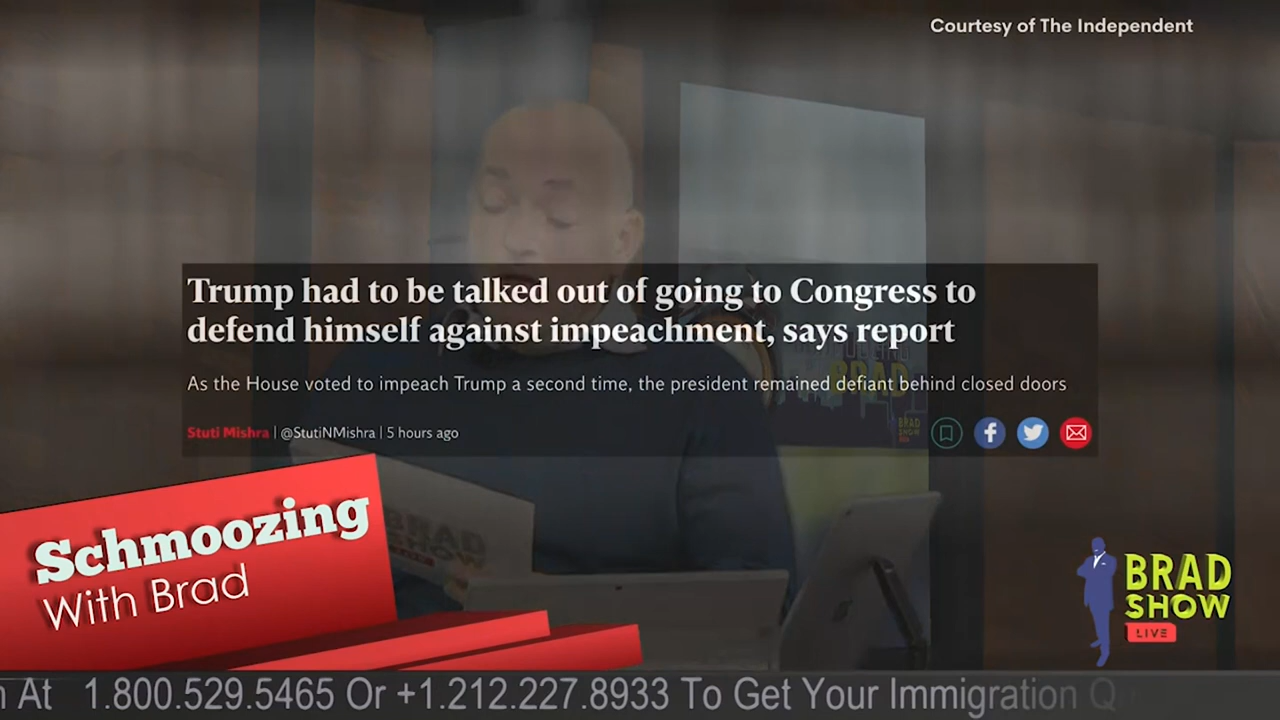 Courtesy of The Independent
Trump had to be talked out of going to Congress to
defend himself against impeachment, says report
As the House voted to impeach Trump a second time, the president remained defiant behind closed doors
Stuti Mishra | @StutiNMishra | 5 hours ago
Schmoozing
With Brad
BRAD
SHOW
BRAD
SHOW
LIVE
At 1.800.529.5465 Or +1.212.227.8933 To Get Your Immigration